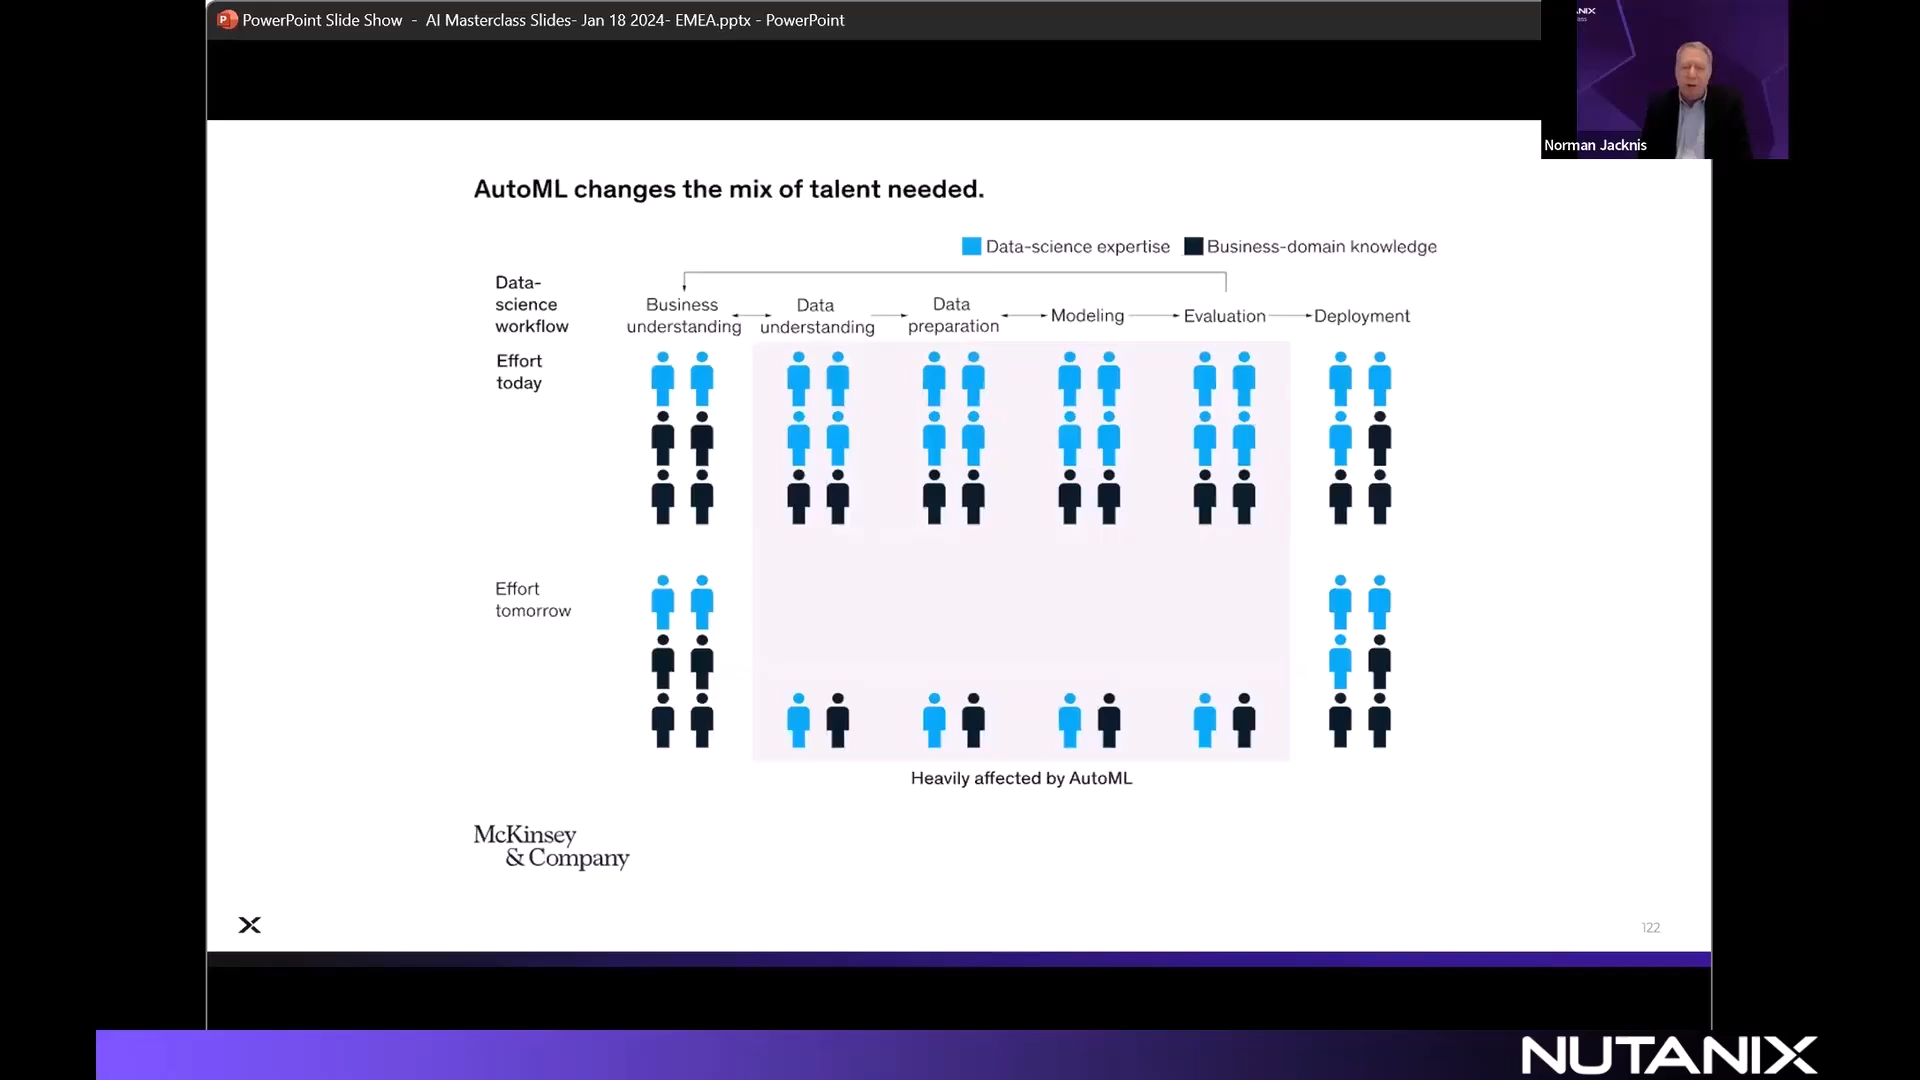 PowerPoint Slide Show - AI Masterclass Slides- Jan 18 2024- EMEA.pptx - PowerPoint
Norman Jacknis
AutoML changes the mix of talent needed.
Data-science expertise
Business-domain knowledge
Data-
science
workflow
Business
understanding
Data
understanding
Data
preparation
Modeling
Evaluation
Deployment
Effort
today
Effort
tomorrow
Heavily affected by AutoML
McKinsey
& Company
122
NUTANIX